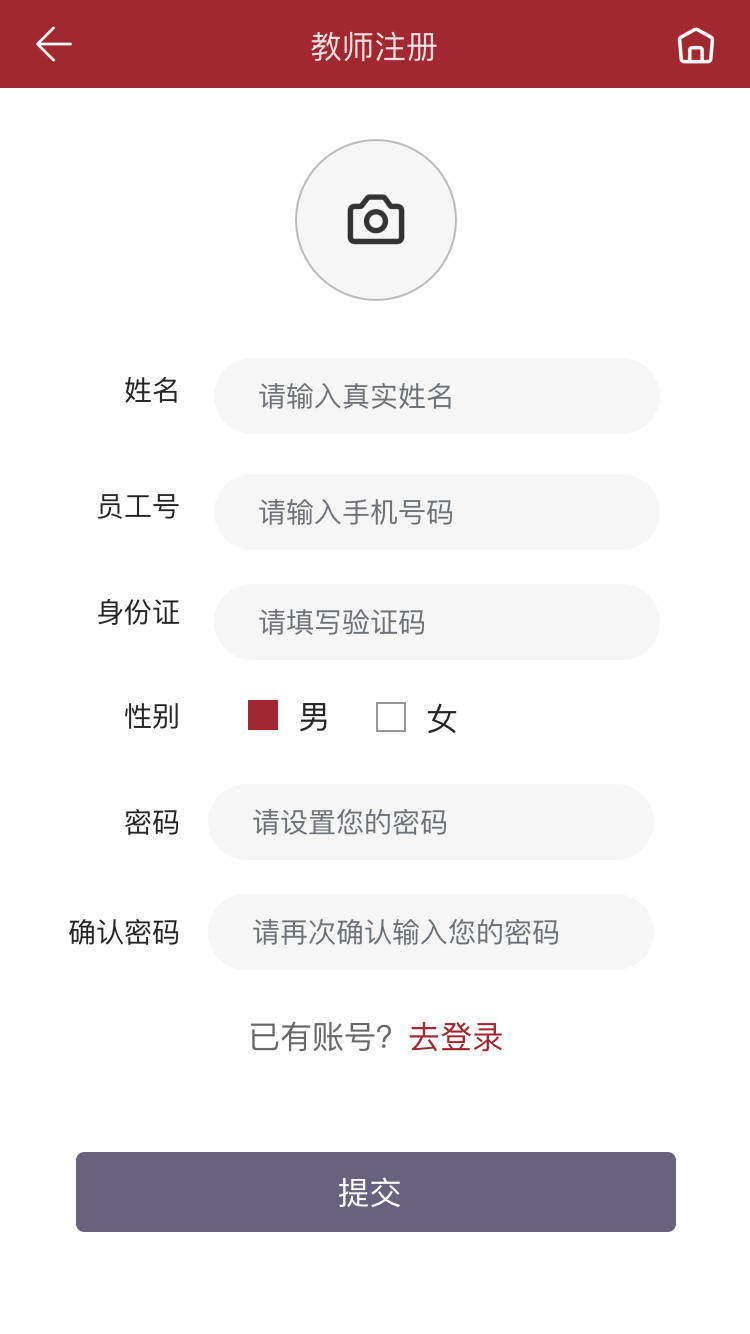 教师注册
姓名 请输入真实姓名
员工号 请输入手机号码
身份证 请填写验证码
性别 男 女
密码 请设置您的密码
确认密码 请再次确认输入您的密码
已有账号? 去登录
提交